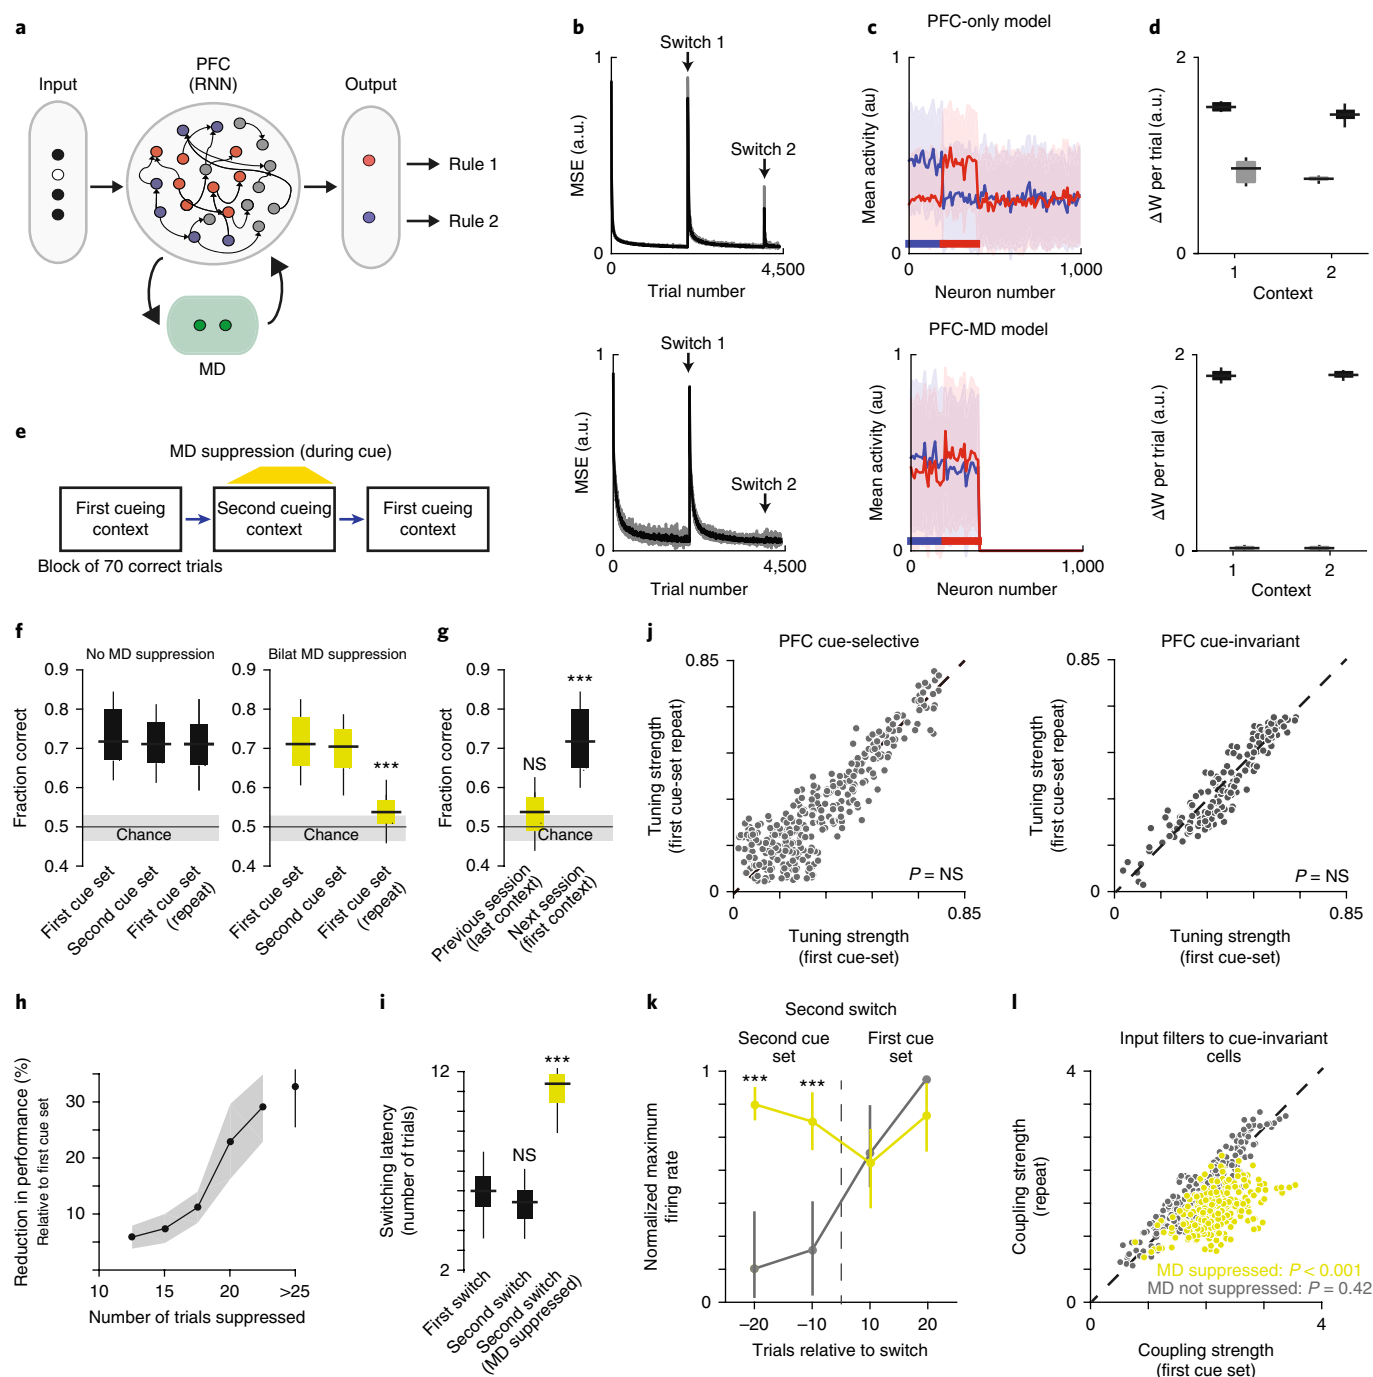 a
Input
PFC
(RNN)
Output
Rule 1
Rule 2
MD
b
1
MSE (a.u.)
0
Switch 1
Switch 2
0
4,500
Trial number
1
MSE (a.u.)
0
Switch 1
Switch 2
0
4,500
Trial number
c
PFC-only model
1
Mean activity (au)
0
0
1,000
Neuron number
PFC-MD model
1
Mean activity (au)
0
0
1,000
Neuron number
d
2
ΔW per trial (a.u.)
0
1
2
Context
2
ΔW per trial (a.u.)
0
1
2
Context
e
MD suppression (during cue)
First cueing
context
Second cueing
context
First cueing
context
Block of 70 correct trials
f
No MD suppression
Fraction correct
0.9
0.8
0.7
0.6
0.5
0.4
Chance
First cue set
Second cue set
First cue set
(repeat)
Bilat MD suppression
0.9
0.8
0.7
0.6
0.5
0.4
***
Chance
First cue set
Second cue set
First cue set
(repeat)
g
Fraction correct
0.9
0.8
0.7
0.6
0.5
0.4
NS
***
Chance
Previous session
(last context)
Next session
(first context)
j
PFC cue-selective
0.85
Tuning strength
(first cue-set repeat)
0
P = NS
0
0.85
Tuning strength
(first cue-set)
PFC cue-invariant
0.85
Tuning strength
(first cue-set repeat)
0
P = NS
0
0.85
Tuning strength
(first cue-set)
h
Reduction in performance (%)
Relative to first cue set
30
20
10
10
15
20
>25
Number of trials suppressed
i
Switching latency
(number of trials)
12
2
***
NS
First switch
Second switch
Second switch
(MD suppressed)
k
Second switch
Second cue
set
First cue
set
1
***
***
Normalized maximum
firing rate
0
–20
–10
10
20
Trials relative to switch
l
Input filters to cue-invariant
cells
4
Coupling strength
(repeat)
MD suppressed: P < 0.001
MD not suppressed: P = 0.42
0
0
4
Coupling strength
(first cue set)